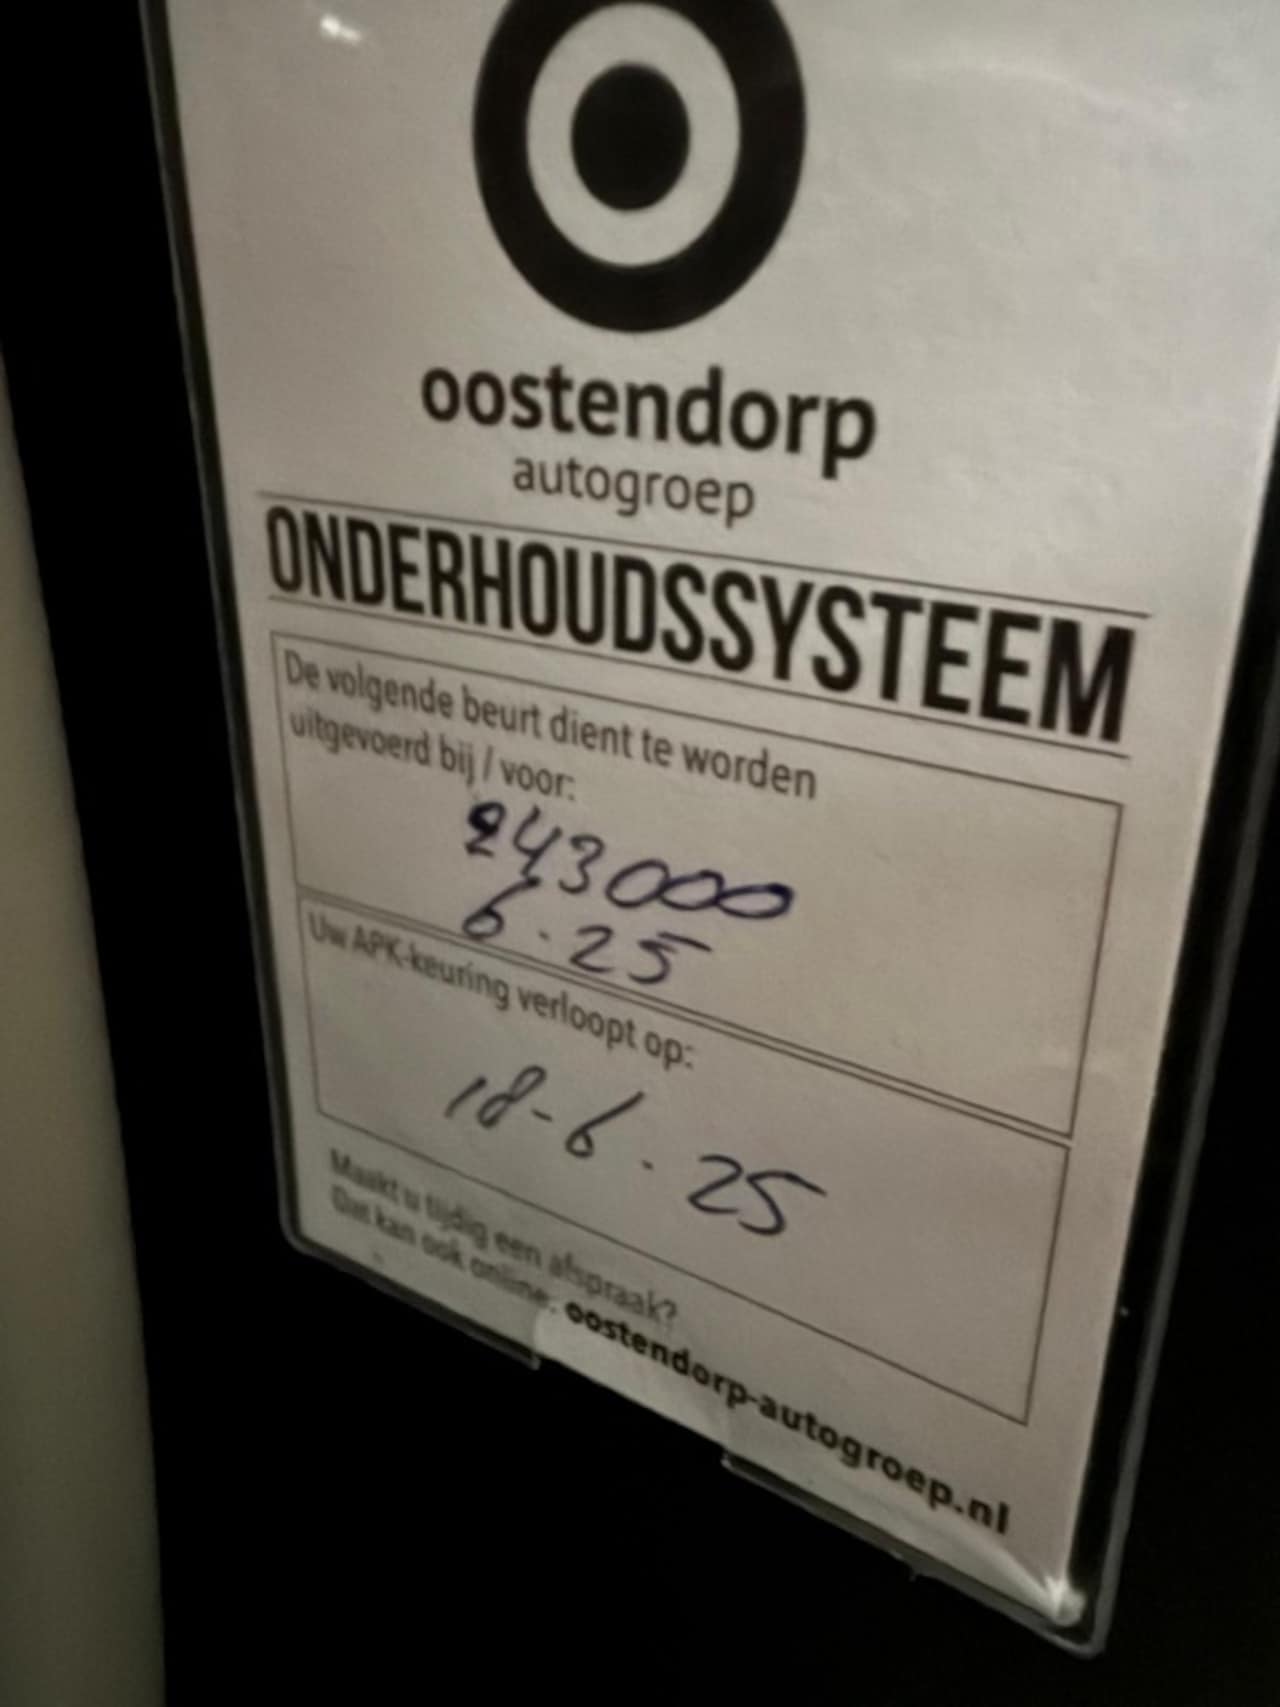 oostendorp
autogroep
ONDERHOUDSSYSTEEM
De volgende beurt dient te worden
uitgevoerd bij / voor:
243000
6.25
Uw APK-keuring verloopt op:
18-6.25
Maakt u tijdig een afspraak?
Dat kan ook online: oostendorp-autogroep.nl